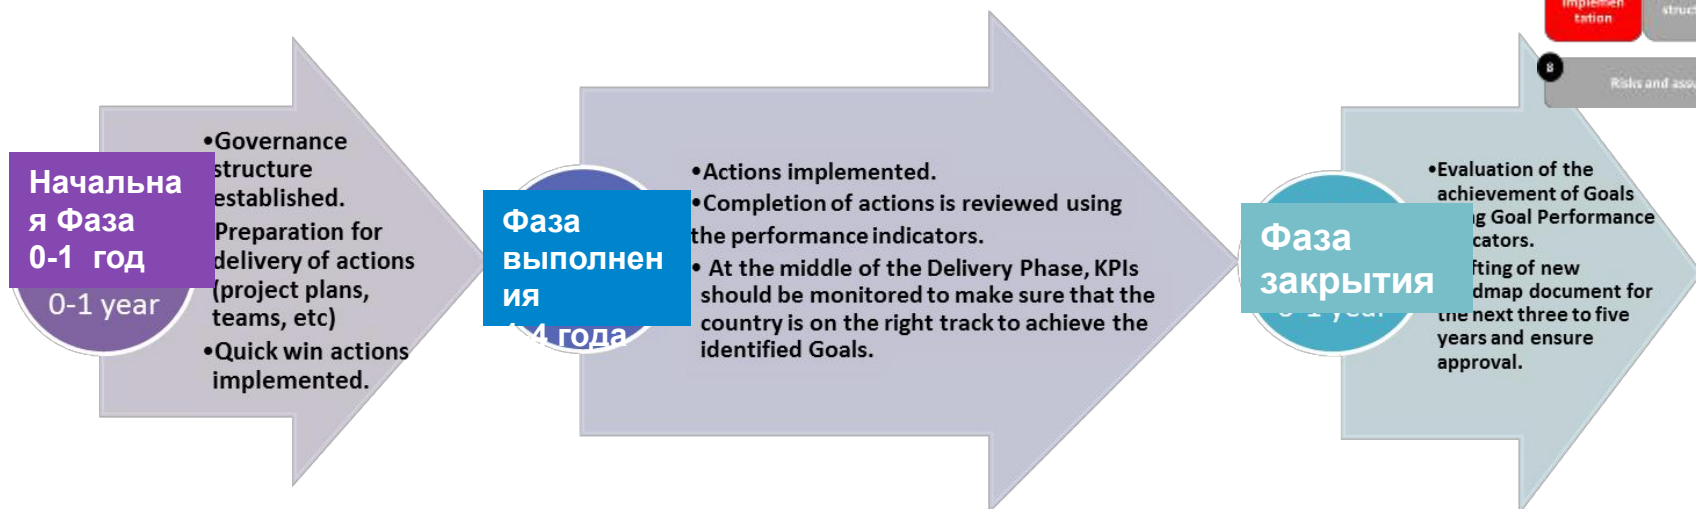 Implemen
tation
8
Начальна
я Фаза
0-1 год
0-1 year
•Governance
structure
established.
Preparation for
delivery of actions
(project plans,
teams, etc)
•Quick win actions
implemented.
Фаза
выполнен
ия
4 года
•Actions implemented.
•Completion of actions is reviewed using
the performance indicators.
• At the middle of the Delivery Phase, KPIs
should be monitored to make sure that the
country is on the right track to achieve the
identified Goals.
Фаза
закрытия
•Evaluation of the
achievement of Goals
Goal Performance
of new
document for
the next three to five
years and ensure
approval.
Risks and